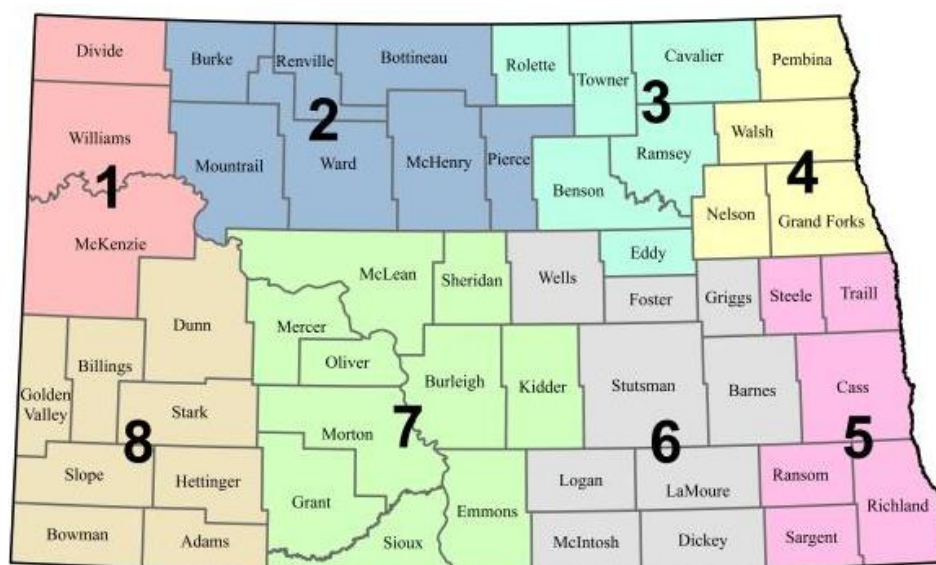 Divide
Burke
Renville
Bottineau
Rolette
Towner
Cavalier
Pembina
Williams
2
3
Walsh
Mountrail
Ward
McHenry
Pierce
Ramsey
1
4
Benson
Nelson
Grand Forks
McKenzie
McLean
Sheridan
Wells
Eddy
Foster
Griggs
Steele
Traill
Dunn
Mercer
Oliver
Billings
Golden
Valley
Burleigh
Kidder
Stutsman
Barnes
Cass
Stark
8
Morton
7
6
5
Slope
Hettinger
Grant
Emmons
Logan
LaMoure
Ransom
Richland
Bowman
Adams
Sioux
McIntosh
Dickey
Sargent